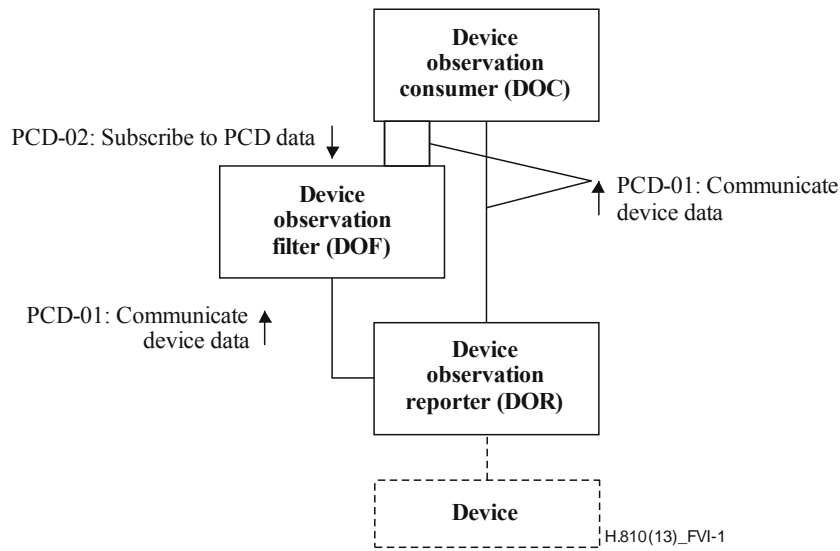 Device
observation
consumer (DOC)
PCD-02: Subscribe to PCD data
Device
observation
filter (DOF)
PCD-01: Communicate
device data
PCD-01: Communicate
device data
Device
observation
reporter (DOR)
Device
H.810(13)_FVI-1